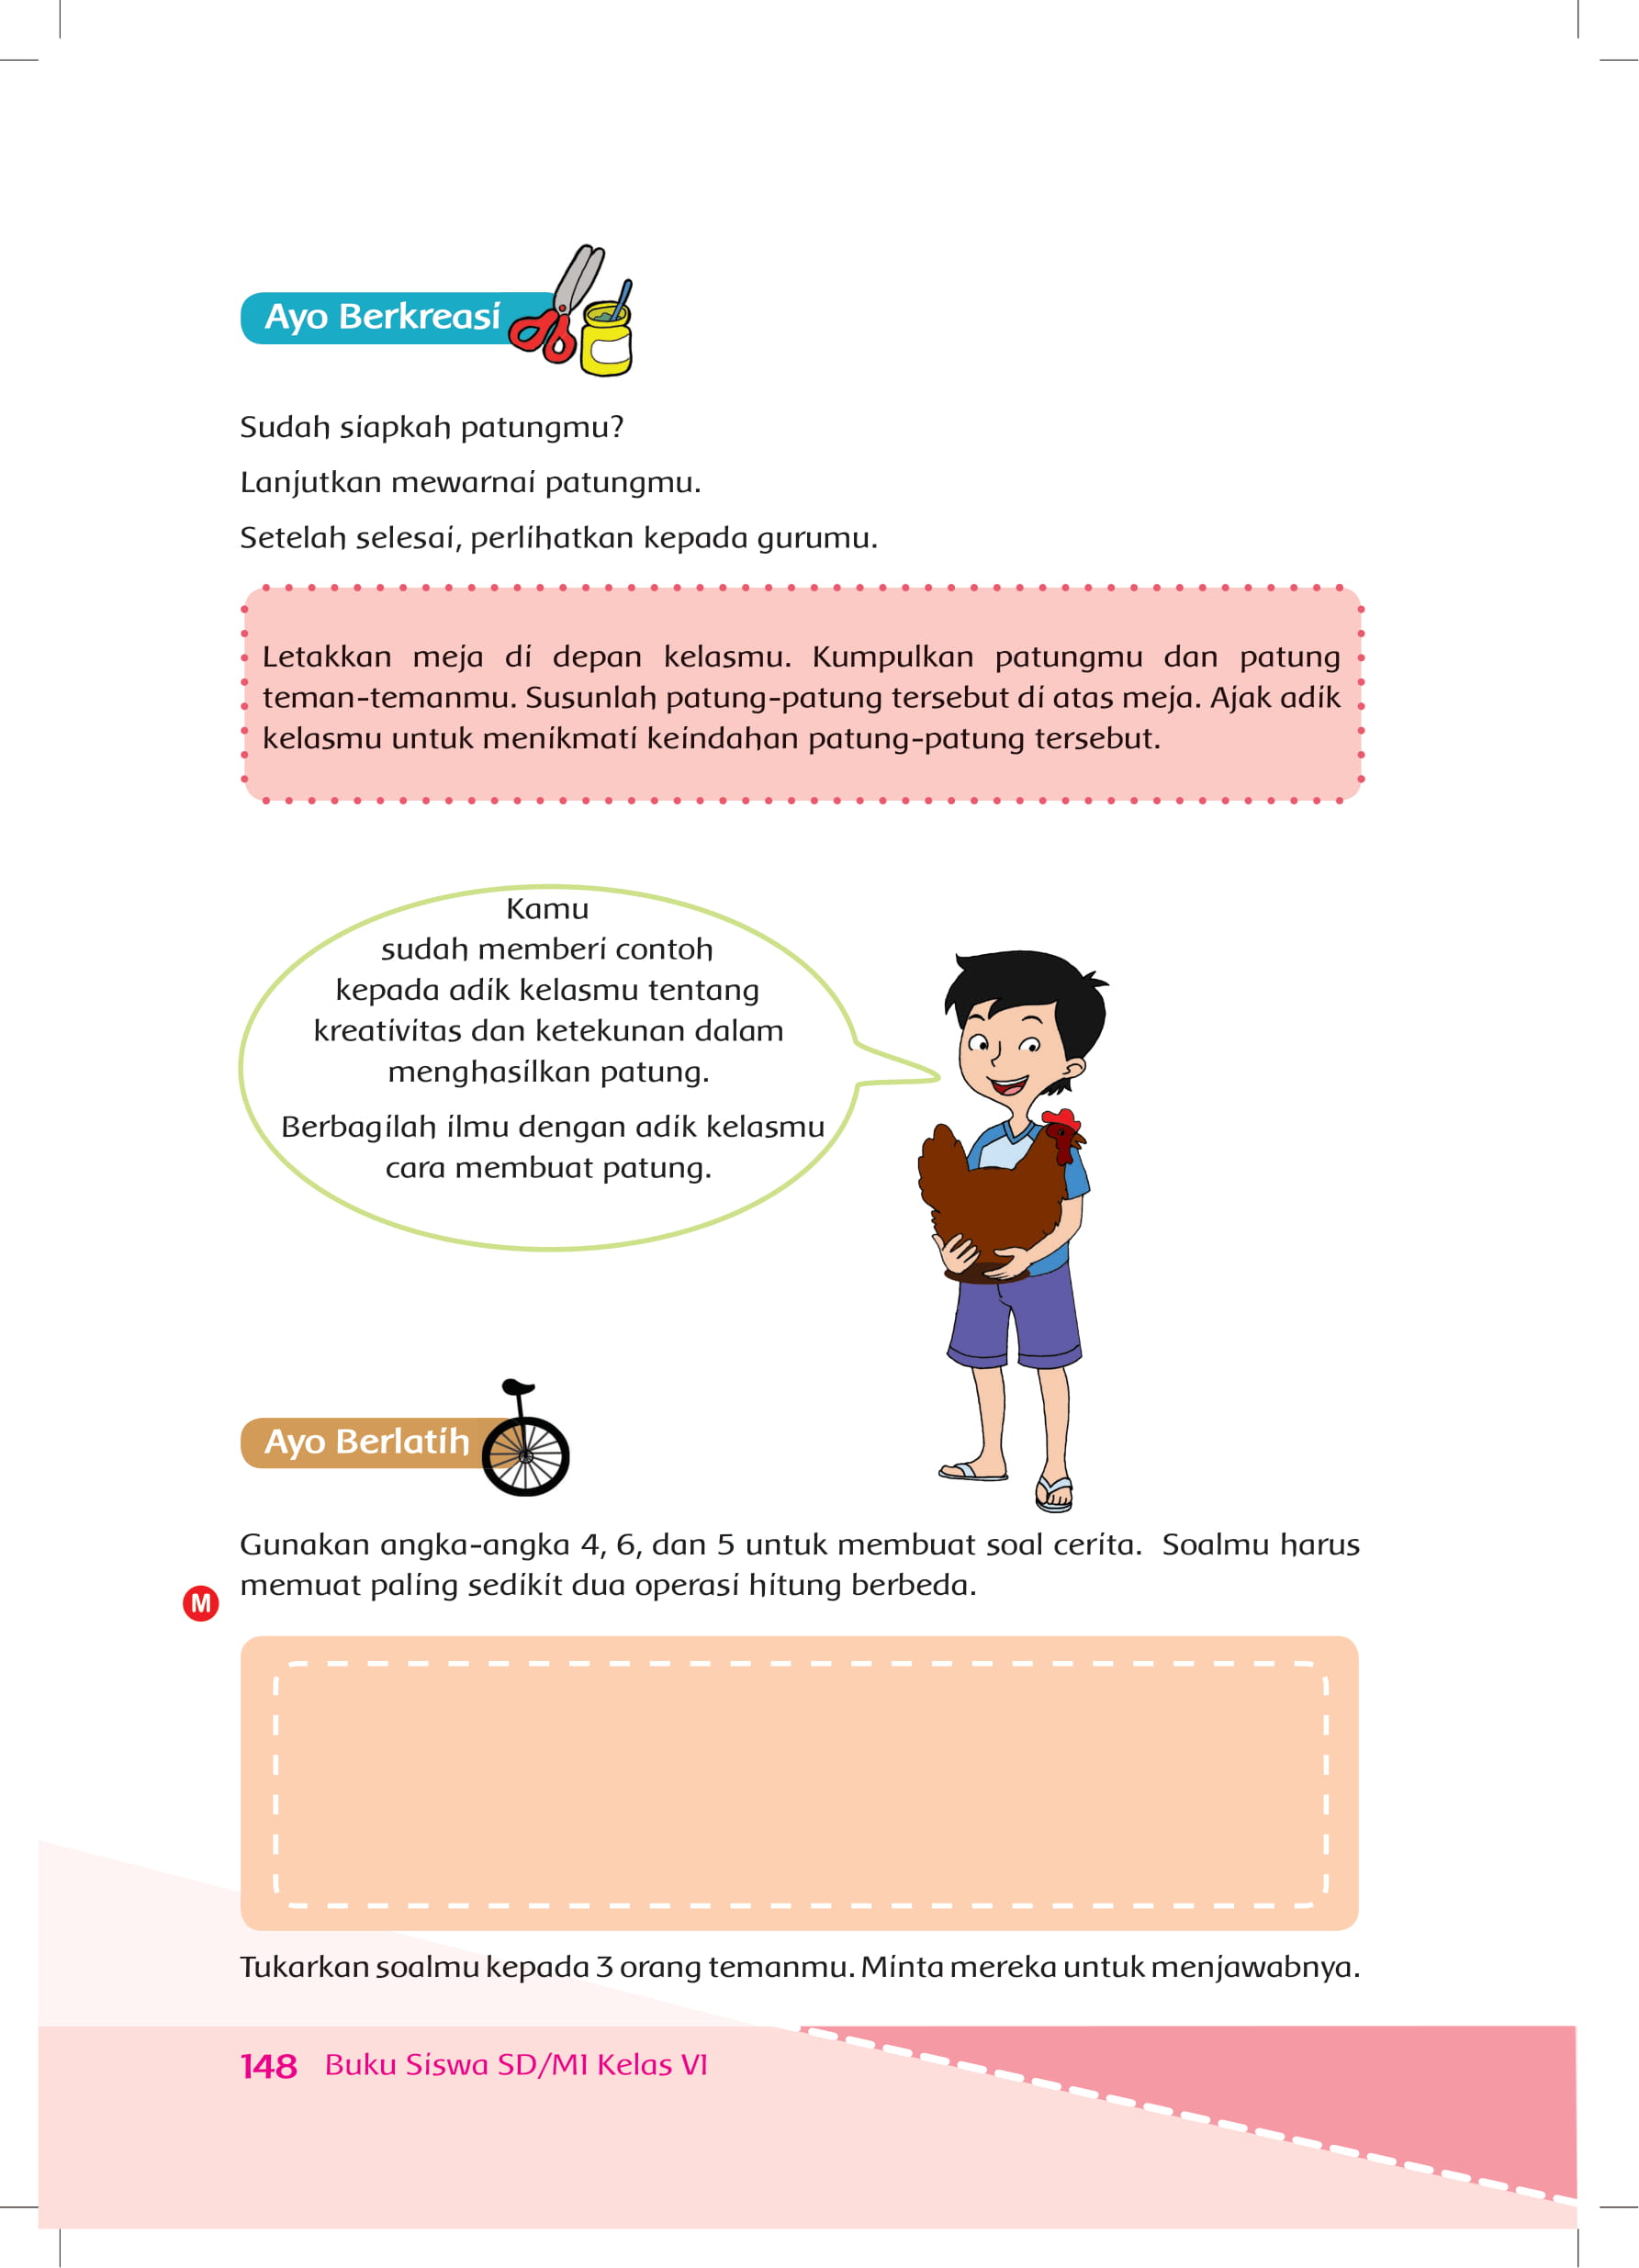 Ayo Berkreasi
Sudah siapkah patungmu?
Lanjutkan mewarnai patungmu.
Setelah selesai, perlihatkan kepada gurumu.
Letakkan meja di depan kelasmu. Kumpulkan patungmu dan patung
teman-temanmu. Susunlah patung-patung tersebut di atas meja. Ajak adik
kelasmu untuk menikmati keindahan patung-patung tersebut.
Kamu
sudah memberi contoh
kepada adik kelasmu tentang
kreativitas dan ketekunan dalam
menghasilkan patung.
Berbagilah ilmu dengan adik kelasmu
cara membuat patung.
Ayo Berlatih
Gunakan angka-angka 4, 6, dan 5 untuk membuat soal cerita. Soalmu harus
memuat paling sedikit dua operasi hitung berbeda.
M
Tukarkan soalmu kepada 3 orang temanmu. Minta mereka untuk menjawabnya.
148 Buku Siswa SD/MI Kelas VI